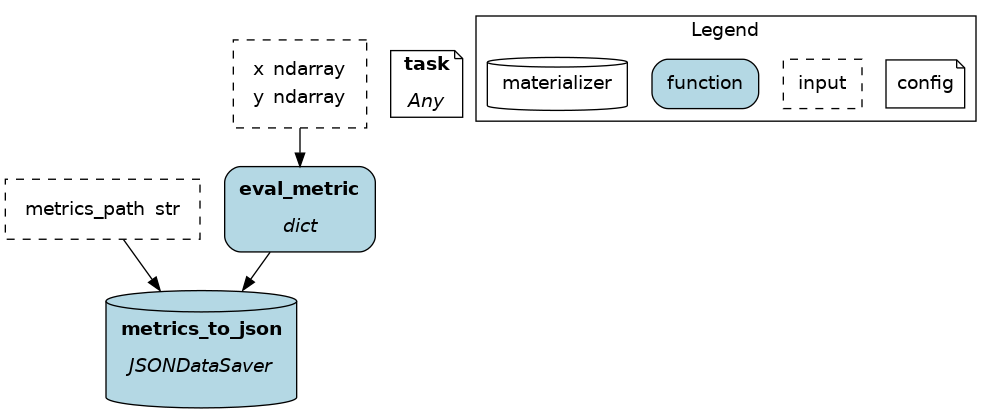 Legend
x ndarray
y ndarray
task
Any
materializer
function
input
config
metrics_path str
eval_metric
dict
metrics_to_json
JSONDataSaver